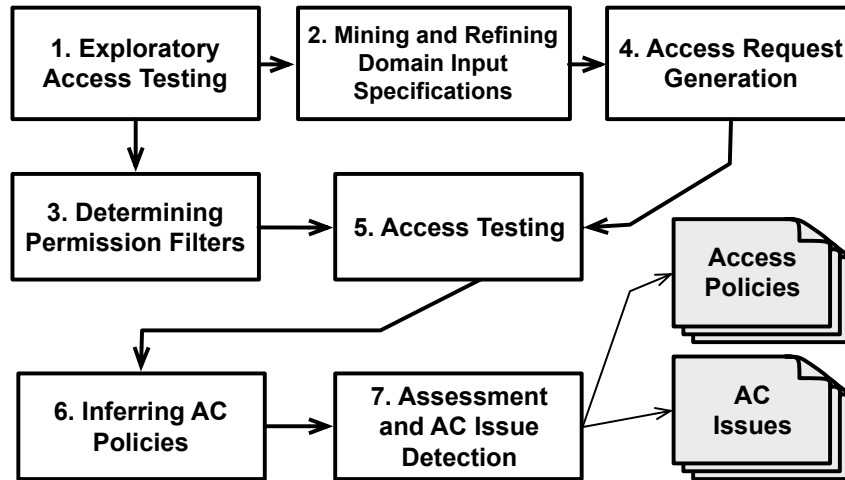 1. Exploratory
Access Testing
2. Mining and Refining
Domain Input
Specifications
4. Access Request
Generation
3. Determining
Permission Filters
5. Access Testing
Access
Policies
6. Inferring AC
Policies
7. Assessment
and AC Issue
Detection
AC
Issues